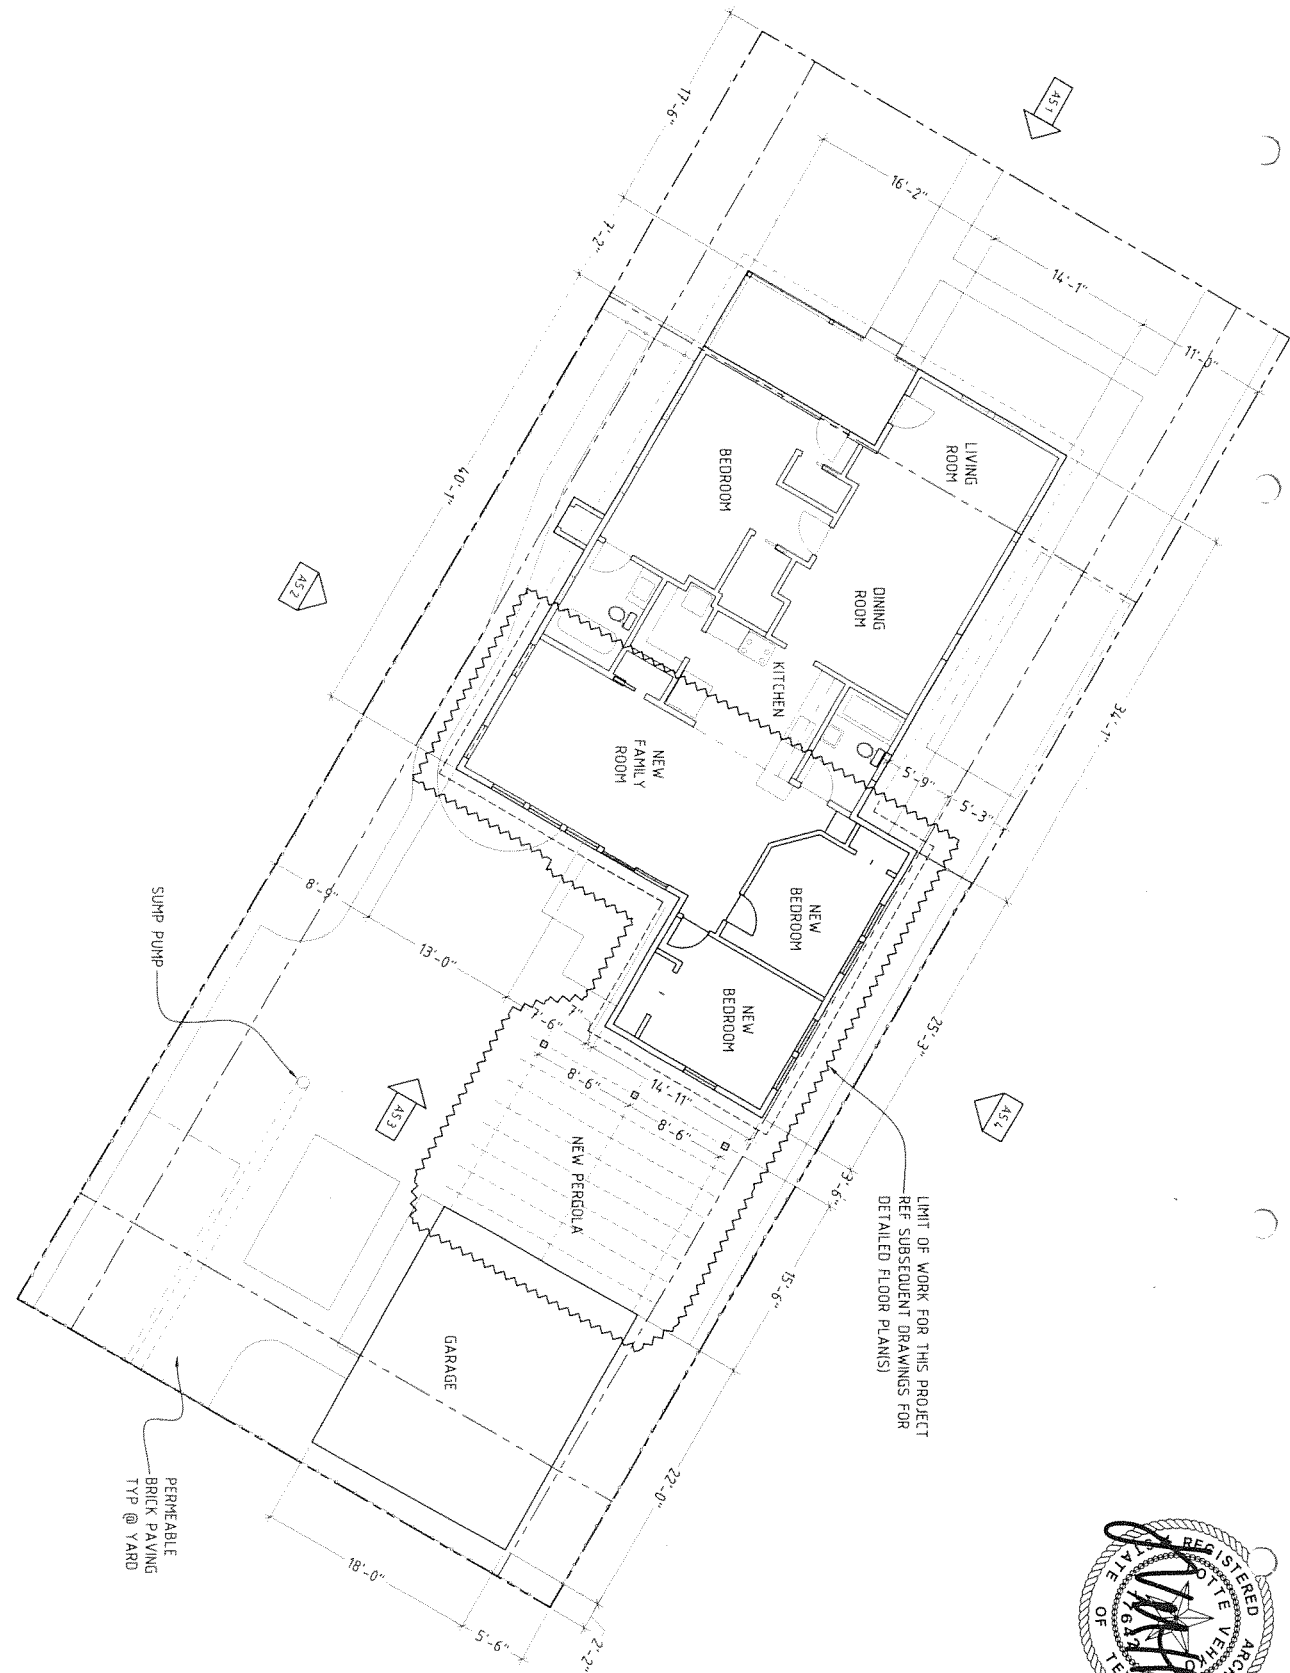 A5.1
17'-6"
16'-2"
7'-2"
14'-1"
11'-0"
LIVING
ROOM
BEDROOM
40'-1"
DINING
ROOM
A5.2
KITCHEN
34'-1"
NEW
FAMILY
ROOM
5'-9"
5'-3"
8'-9"
SUMP PUMP
13'-0"
NEW
BEDROOM
NEW
BEDROOM
25'-3"
7"
7'-6"
8'-6"
14'-11"
8'-6"
A5.3
A5.4
NEW PERGOLA
3'-6"
LIMIT OF WORK FOR THIS PROJECT
REF SUBSEQUENT DRAWINGS FOR
DETAILED FLOOR PLAN(S)
15'-6"
GARAGE
22'-0"
PERMEABLE
BRICK PAVING
TYP @ YARD
18'-0"
5'-6"
2'-2"
REGISTERED
STATE OF